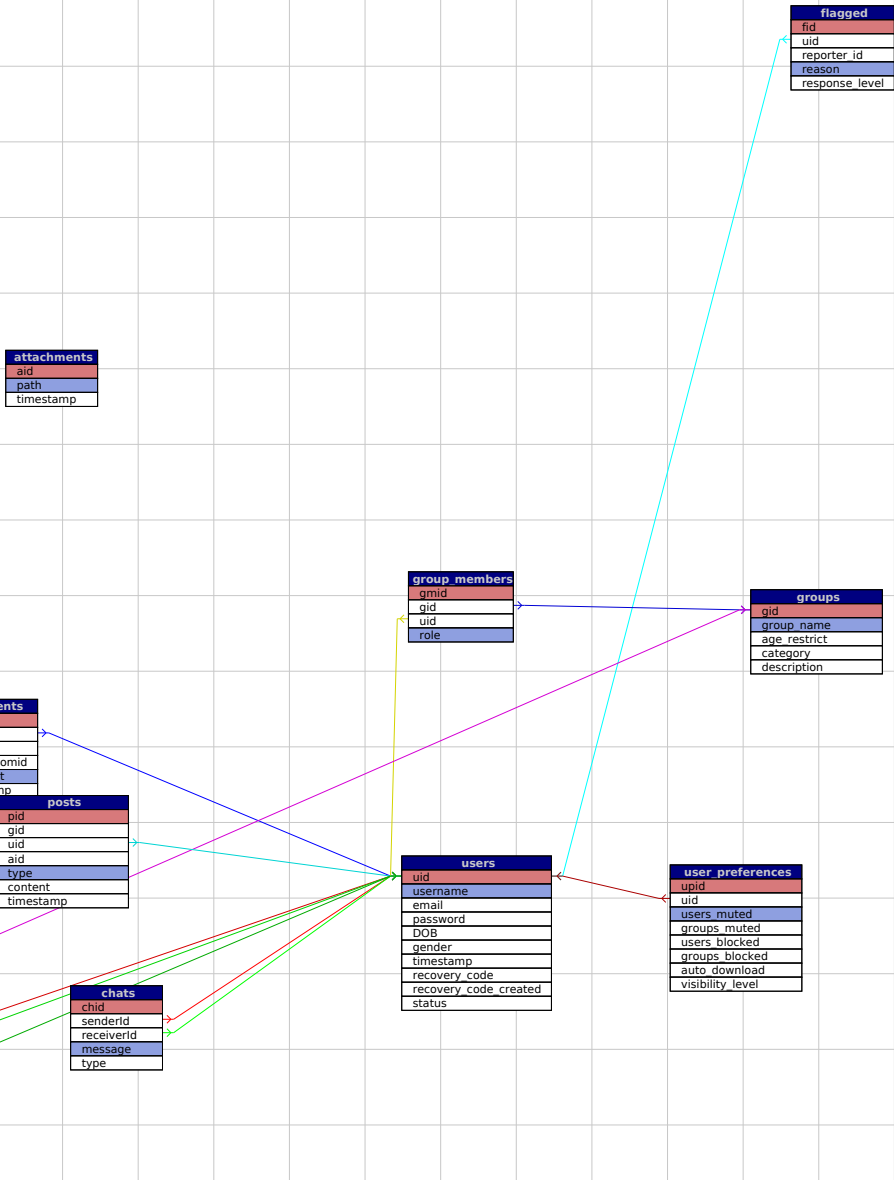 flagged
fid
uid
reporter_id
reason
response_level
attachments
aid
path
timestamp
group_members
gmid
gid
uid
role
groups
gid
group_name
age_restrict
category
description
ents
omid
t
np
posts
pid
gid
uid
aid
type
content
timestamp
users
uid
username
email
password
DOB
gender
timestamp
recovery_code
recovery_code_created
status
user_preferences
upid
uid
users_muted
groups_muted
users_blocked
groups_blocked
auto_download
visibility_level
chats
chid
senderId
receiverId
message
type